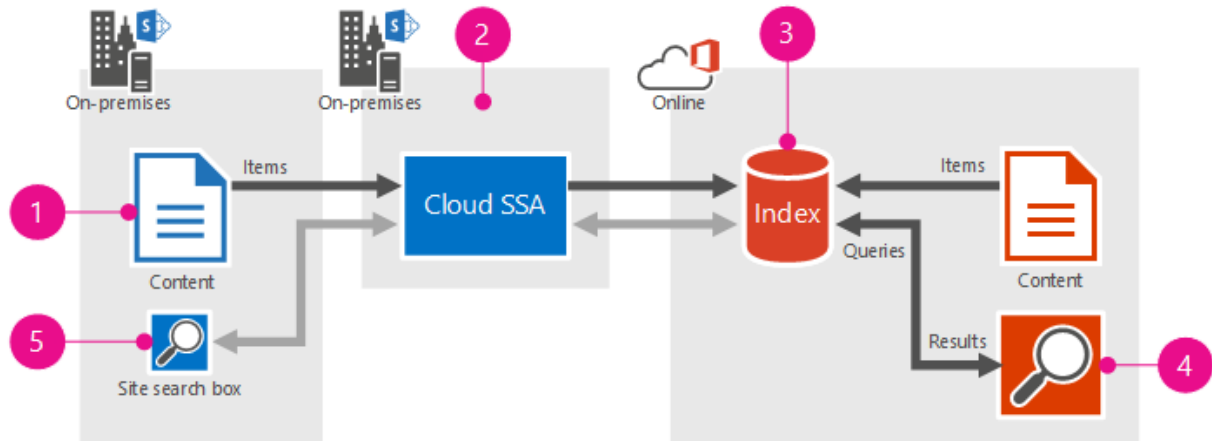 2
3
S
S
On-premises
On-premises
Online
Items
Items
1
Cloud SSA
Index
Queries
Content
Content
5
Results
4
Site search box